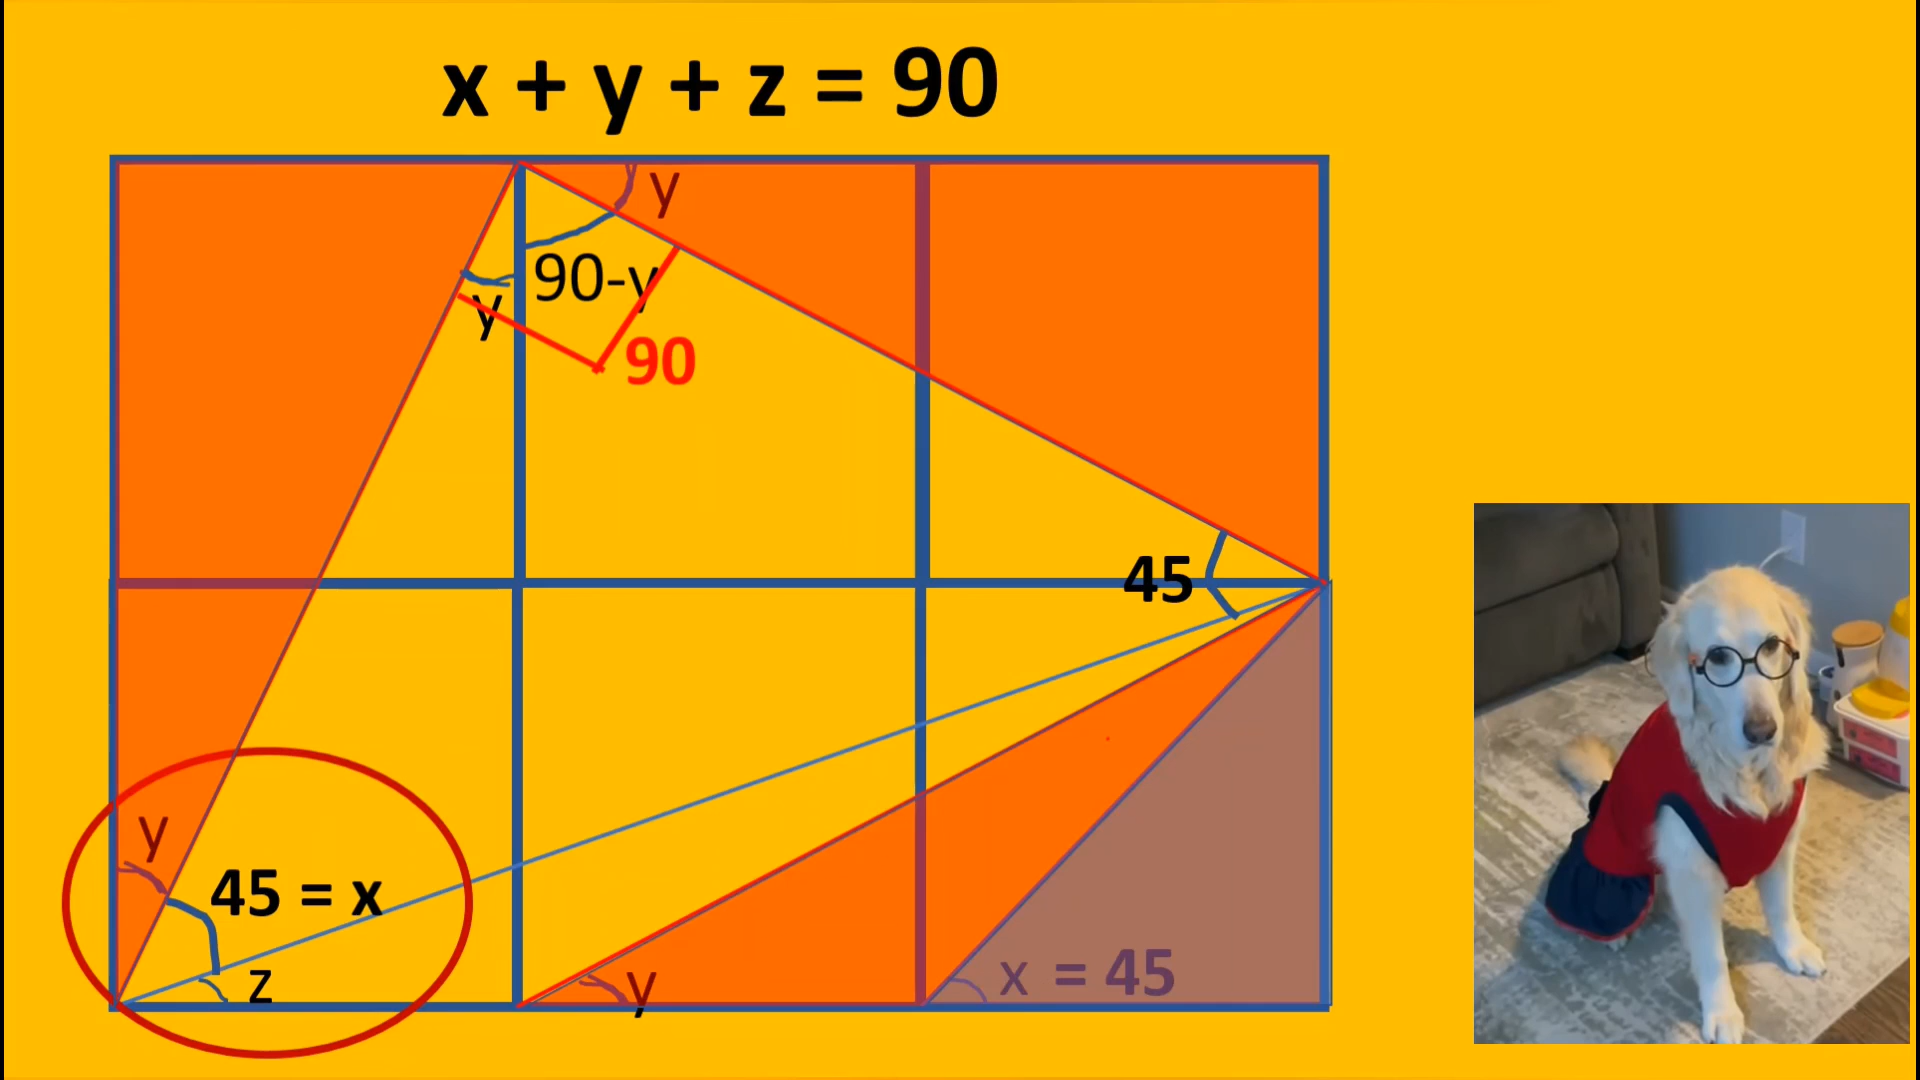 x + y + z = 90
y
90-y
y
90
45
y
45 = x
z
y
x = 45